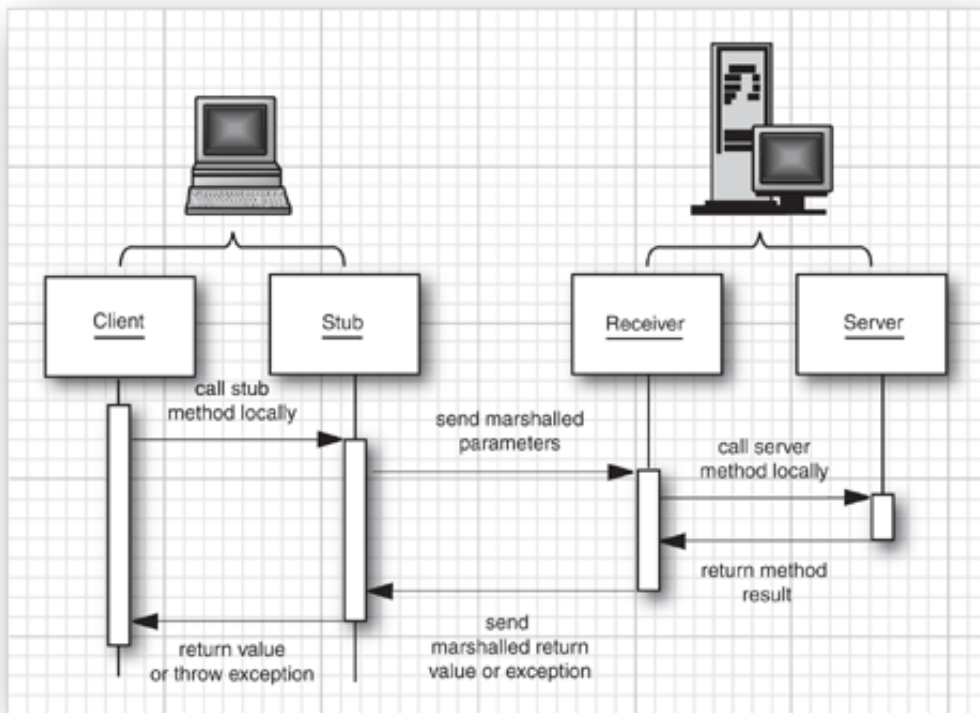 Client
Stub
Receiver
Server
call stub
method locally
send marshalled
parameters
call server
method locally
return method
result
send
marshalled return
value or exception
return value
or throw exception